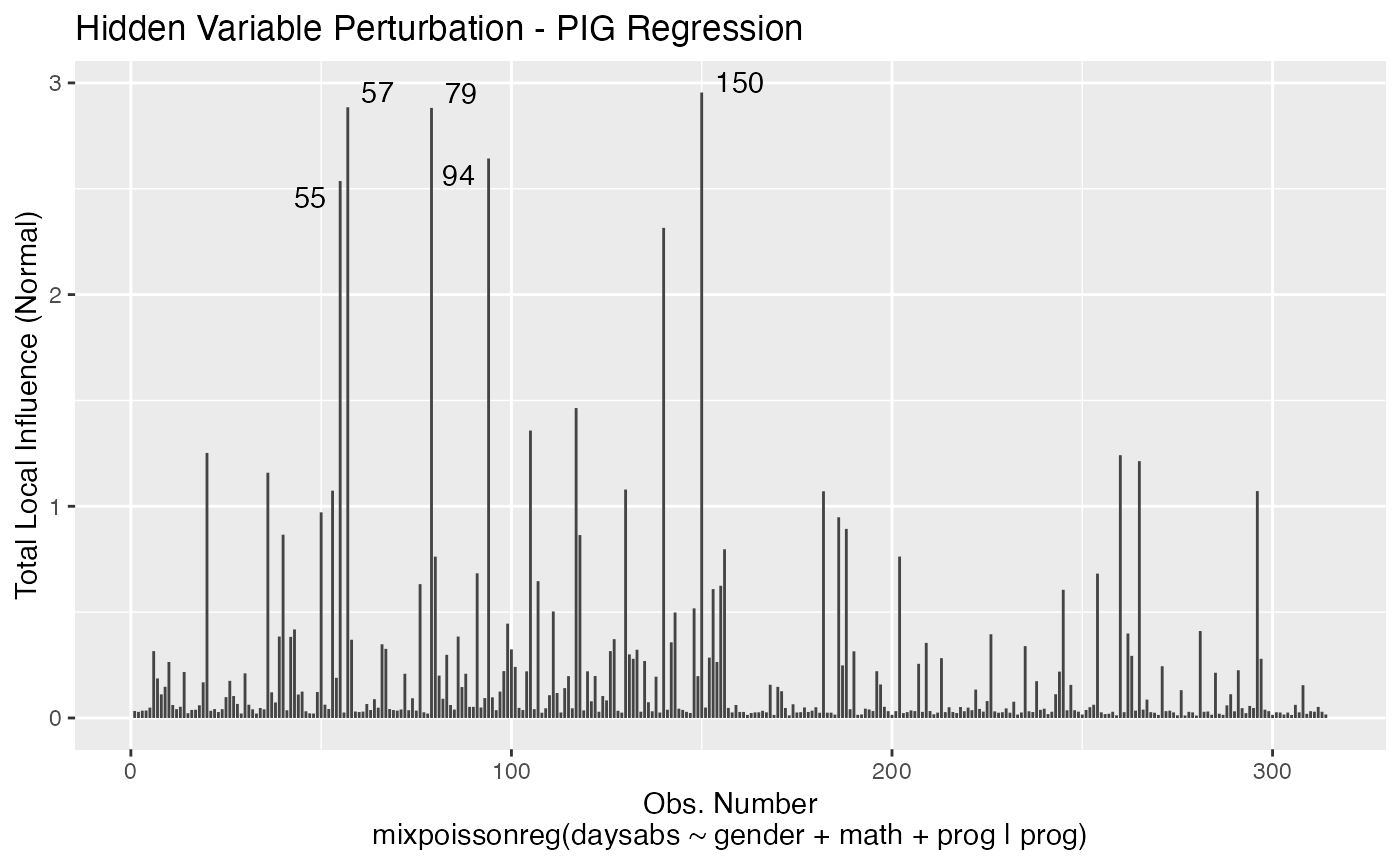 Hidden Variable Perturbation - PIG Regression
Total Local Influence (Normal)
3
2
1
0
57
79
150
94
55
0 100 200 300
Obs. Number
mixpoissonreg(daysabs ~ gender + math + prog | prog)